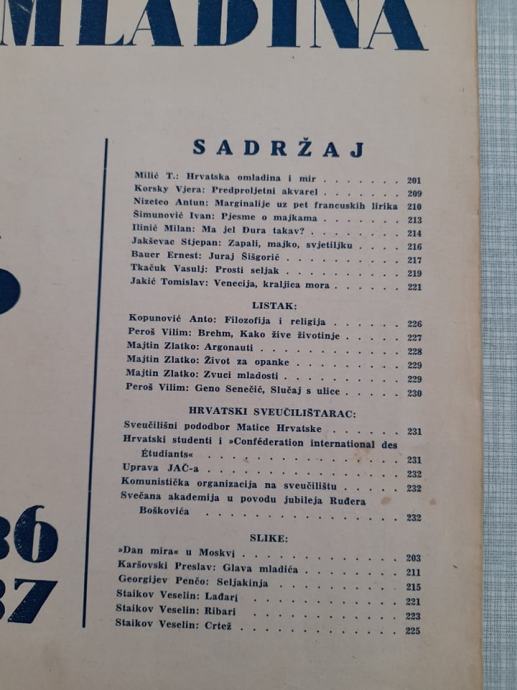 MLADINA
SADRŽAJ
Milić T.: Hrvatska omladina i mir . . . . . . . . 201
Korsky Vjera: Predproljetni akvarel . . . . . . . . 209
Nizeteo Antun: Marginalije uz pet francuskih lirika 210
Šimunović Ivan: Pjesme o majkama . . . . . . . . 213
Ilinić Milan: Ma jel Đura takav? . . . . . . . . 214
Jakševac Stjepan: Zapali, majko, svjetiljku . . . . . 216
Bauer Ernest: Juraj Šišgorić . . . . . . . . . . 217
Tkačuk Vasulj: Prosti seljak . . . . . . . . . . 219
Jakić Tomislav: Venecija, kraljica mora . . . . . . . 221
LISTAK:
Kopunović Anto: Filozofija i religija . . . . . . . 226
Peroš Vilim: Brehm, Kako žive životinje . . . . . . 227
Majtin Zlatko: Argonauti . . . . . . . . . . 228
Majtin Zlatko: Život za opanke . . . . . . . . 229
Majtin Zlatko: Zvuci mladosti . . . . . . . . . 229
Peroš Vilim: Geno Senečić, Slučaj s ulice . . . . . 230
HRVATSKI SVEUČILIŠTARAC:
Sveučilišni pododbor Matice Hrvatske . . . . . . 231
Hrvatski studenti i »Conféderation international des
Étudiants« . . . . . . . . . . . . . 231
Uprava JAČ-a . . . . . . . . . . . . . 232
Komunistička organizacija na sveučilištu . . . . . 232
Svečana akademija u povodu jubileja Ruđera
Boškovića . . . . . . . . . . . . . 232
SLIKE:
»Dan mira« u Moskvi . . . . . . . . . . . 203
Karšovski Preslav: Glava mladića . . . . . . . . 211
Georgijev Penčo: Seljakinja . . . . . . . . . 215
Staikov Veselin: Lađari . . . . . . . . . . 221
Staikov Veselin: Ribari . . . . . . . . . . 223
Staikov Veselin: Crtež . . . . . . . . . . . 225
36
37